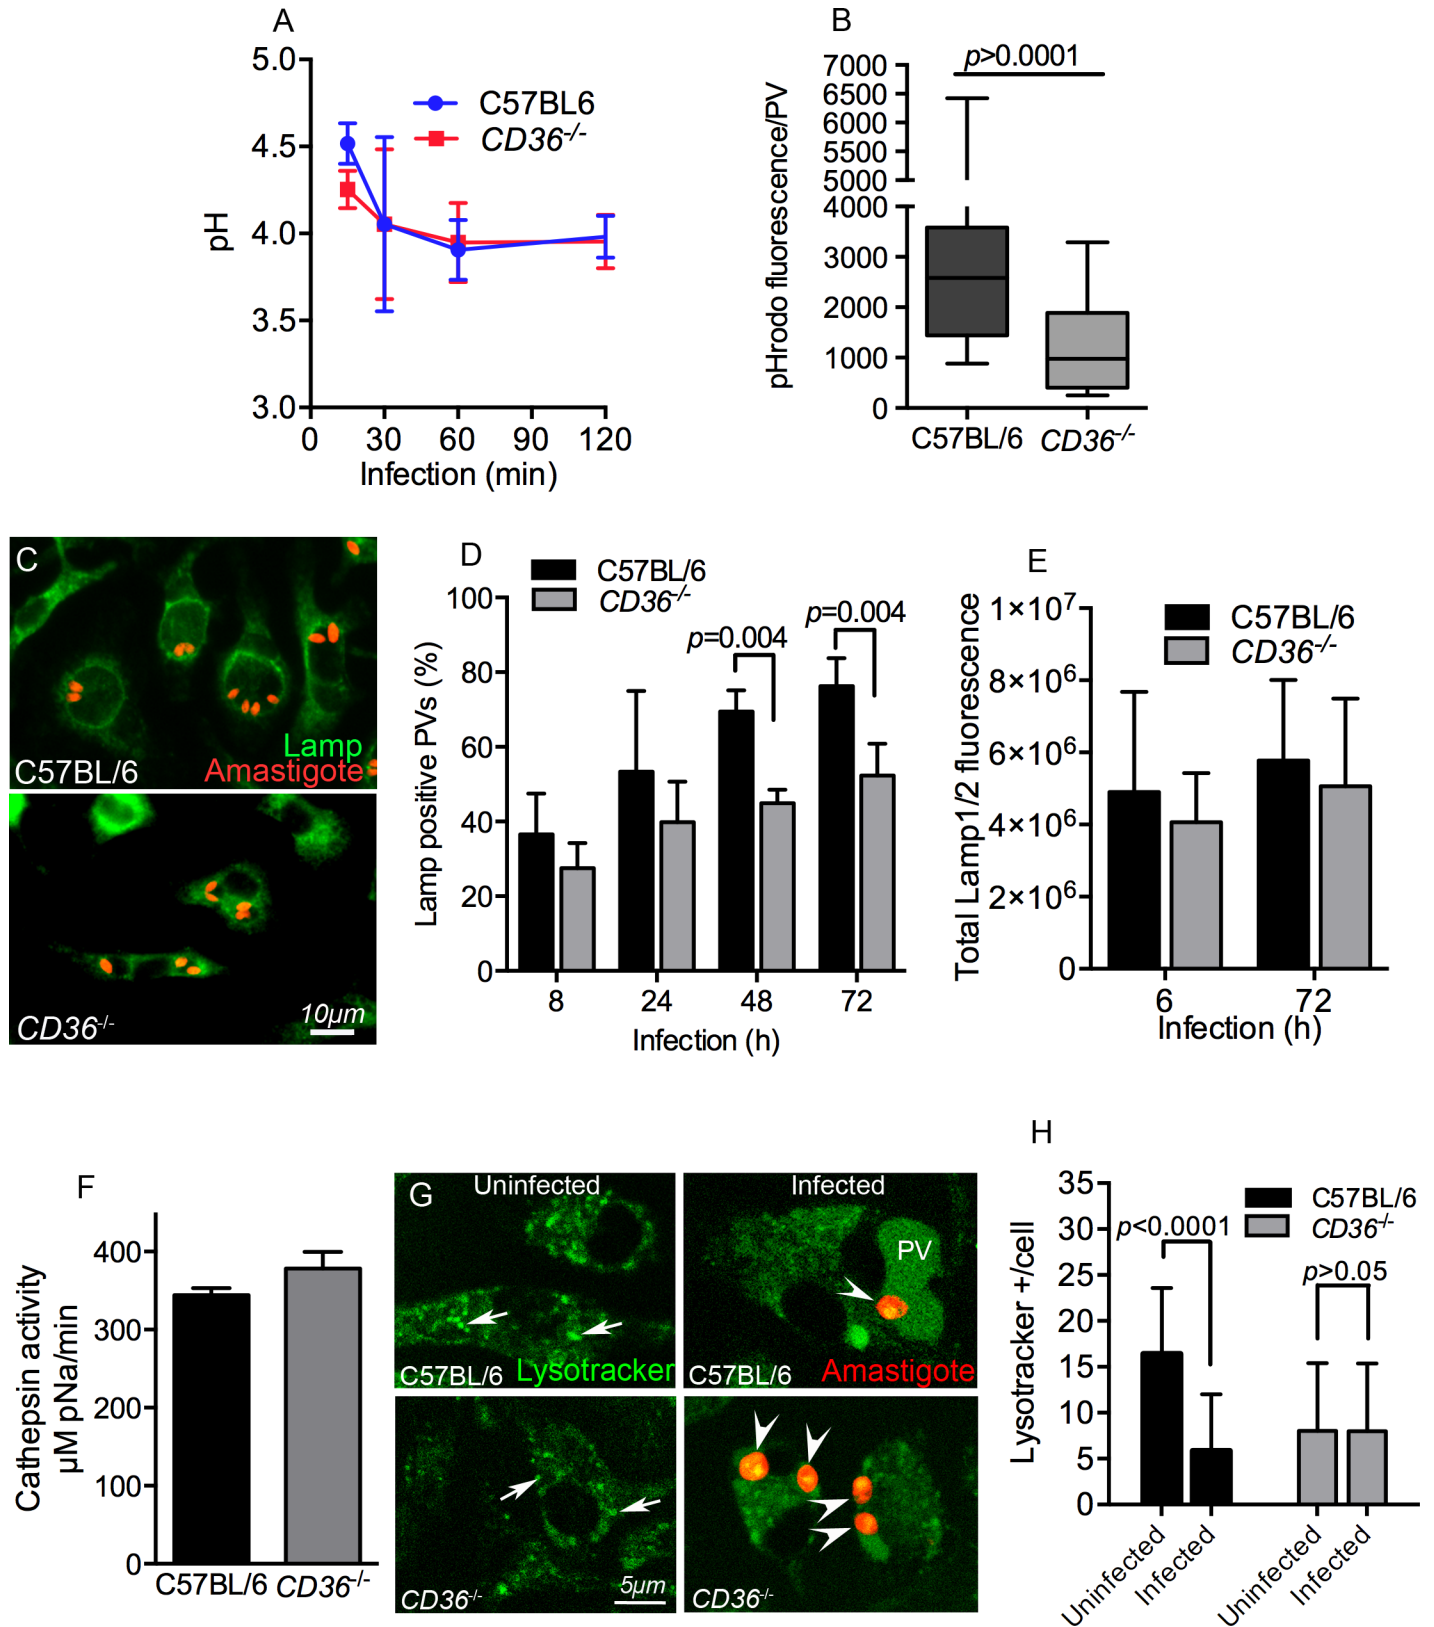 A
5.0
4.5
4.0
3.5
3.0
pH
C57BL6
CD36-/-
0 30 60 90 120
Infection (min)
B
p>0.0001
7000
6500
6000
5500
5000
4000
3000
2000
1000
0
pHrodo fluorescence/PV
C57BL/6 CD36-/-
C
Lamp
C57BL/6 Amastigote
10µm
CD36-/-
D
C57BL/6
CD36-/-
100
80
60
40
20
0
Lamp positive PVs (%)
p=0.004
p=0.004
8 24 48 72
Infection (h)
E
C57BL/6
CD36-/-
1×10⁷
8×10⁶
6×10⁶
4×10⁶
2×10⁶
0
Total Lamp1/2 fluorescence
6 72
Infection (h)
F
400
300
200
100
0
Cathepsin activity
µM pNa/min
C57BL/6 CD36-/-
G
Uninfected
Infected
PV
C57BL/6 Lysotracker
C57BL/6 Amastigote
CD36-/-
5µm
CD36-/-
H
35
30
25
20
15
10
5
0
Lysotracker +/cell
C57BL/6
CD36-/-
p<0.0001
p>0.05
Uninfected
Infected
Uninfected
Infected